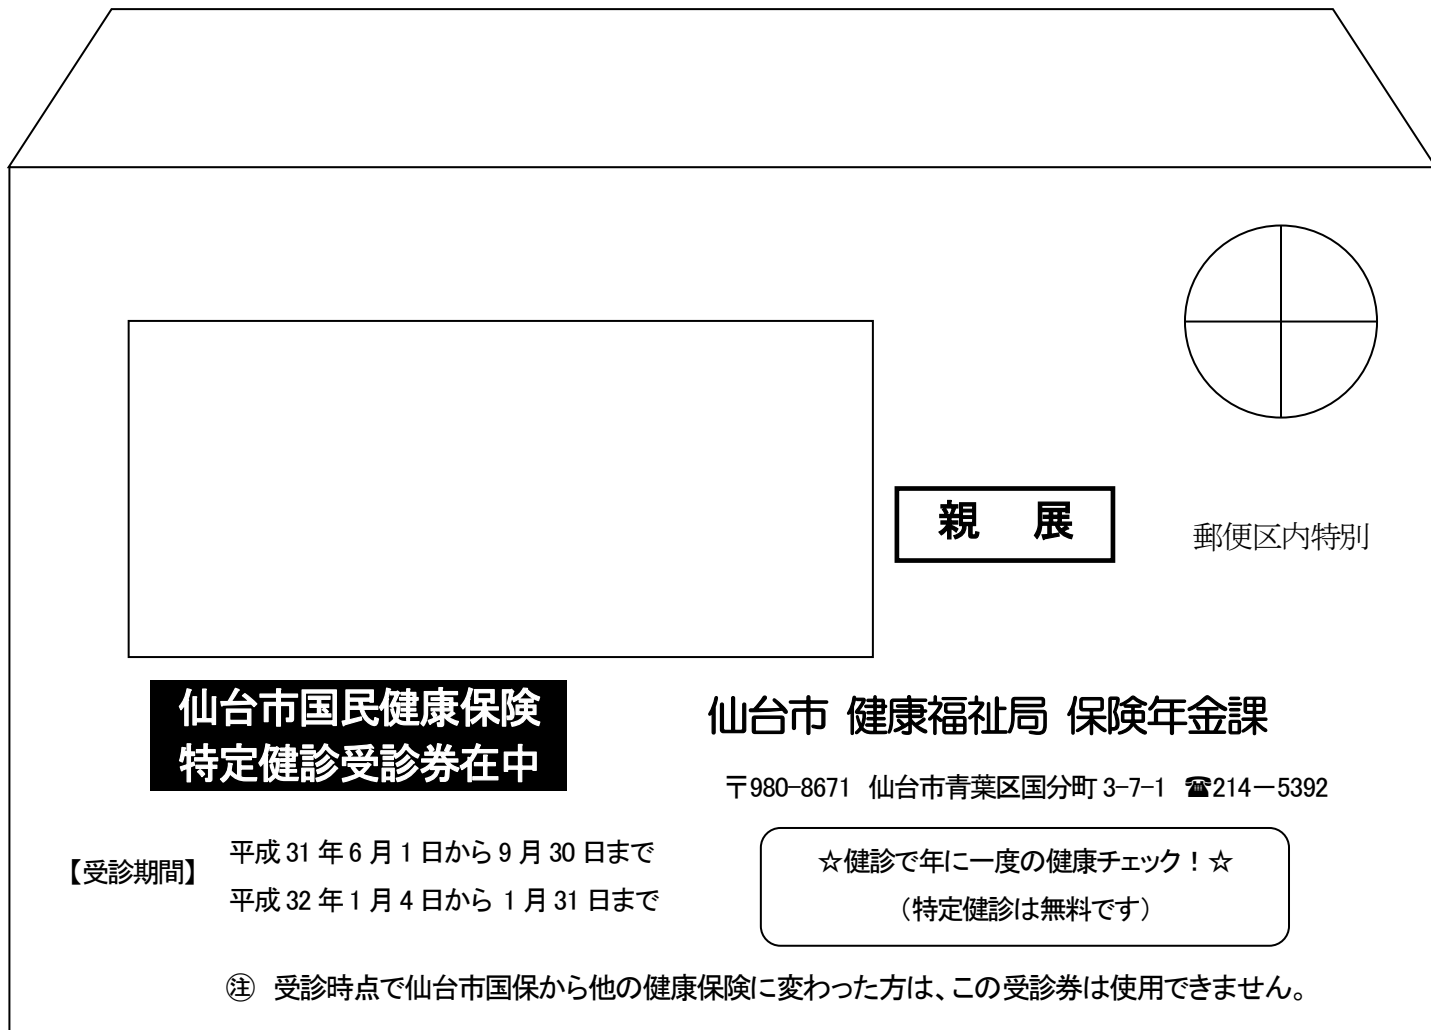 親 展
郵便区内特別
仙台市国民健康保険
特定健診受診券在中
仙台市 健康福祉局 保険年金課
〒980-8671 仙台市青葉区国分町 3-7-1 ☎214－5392
【受診期間】
平成 31 年 6 月 1 日から 9 月 30 日まで
平成 32 年 1 月 4 日から 1 月 31 日まで
☆健診で年に一度の健康チェック！☆
（特定健診は無料です）
㊟ 受診時点で仙台市国保から他の健康保険に変わった方は、この受診券は使用できません。